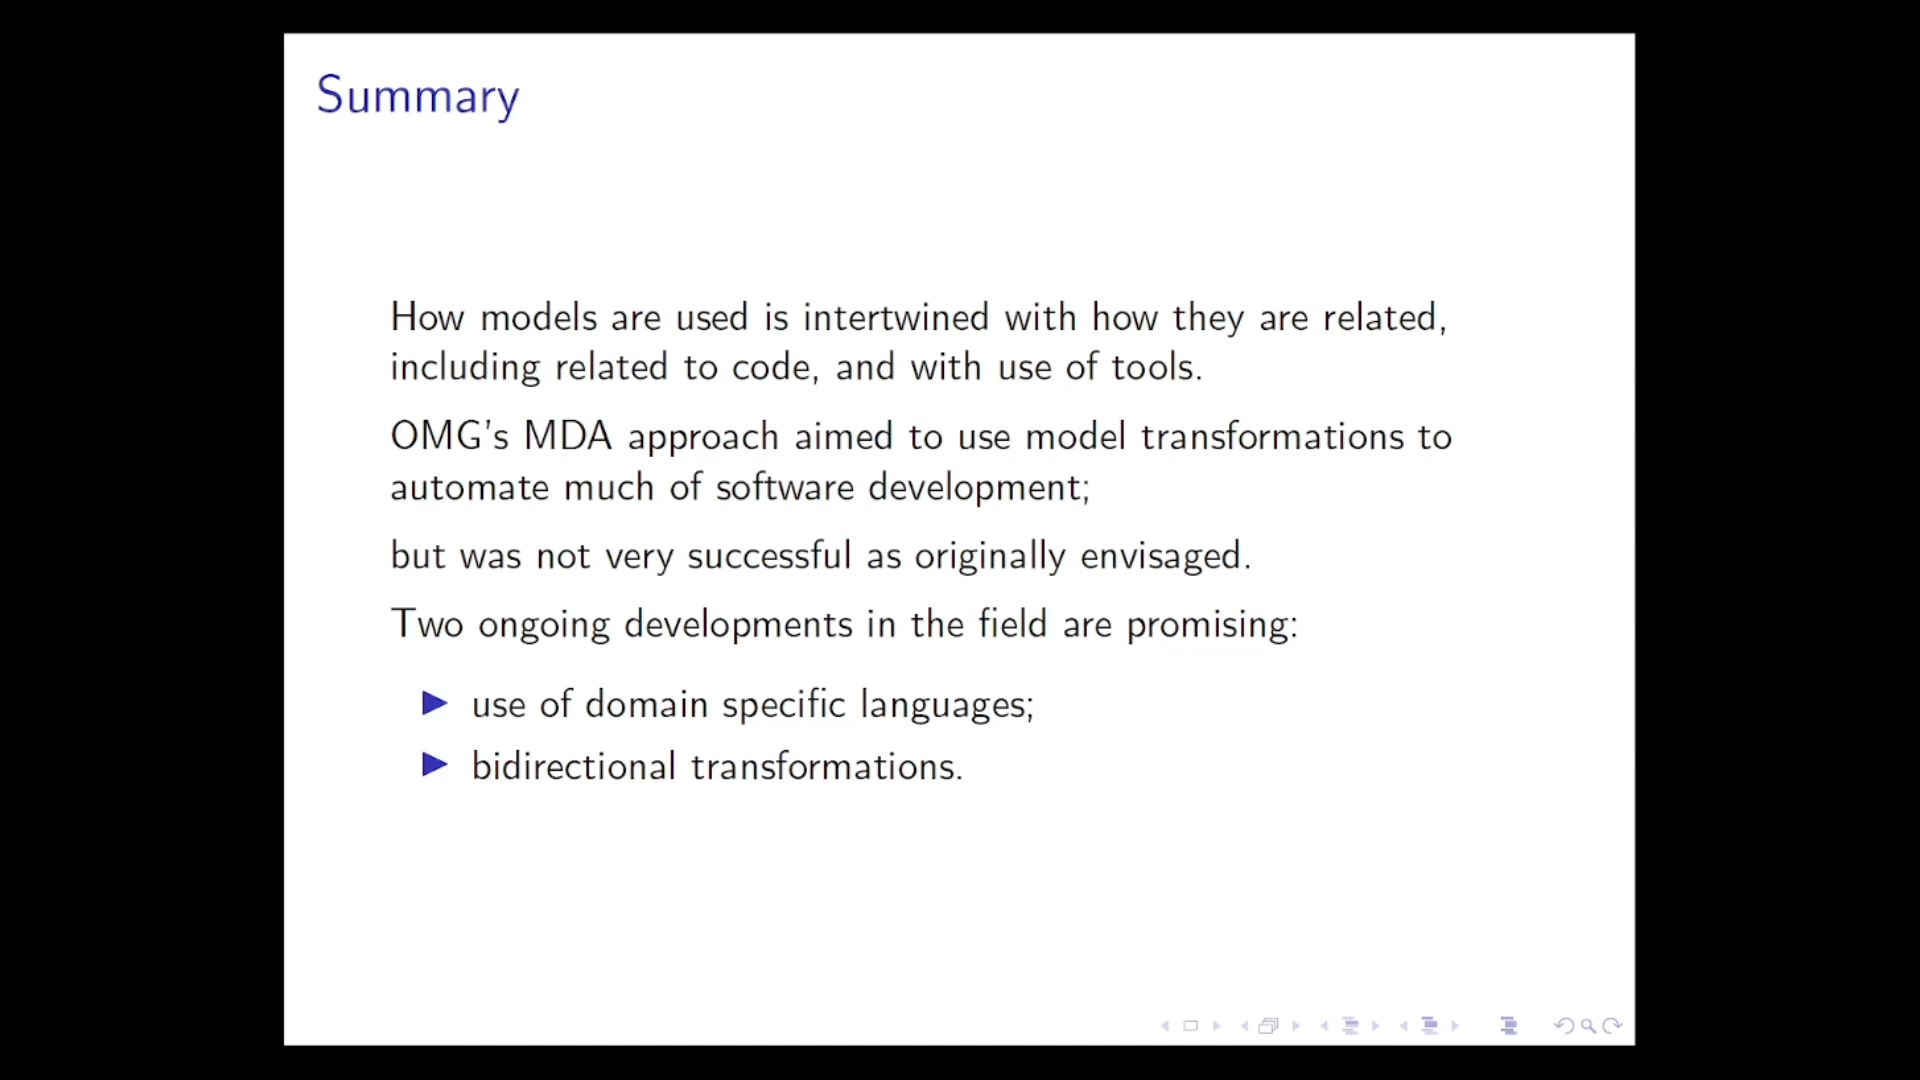 Summary
How models are used is intertwined with how they are related,
including related to code, and with use of tools.
OMG's MDA approach aimed to use model transformations to
automate much of software development;
but was not very successful as originally envisaged.
Two ongoing developments in the field are promising:
use of domain specific languages;
bidirectional transformations.